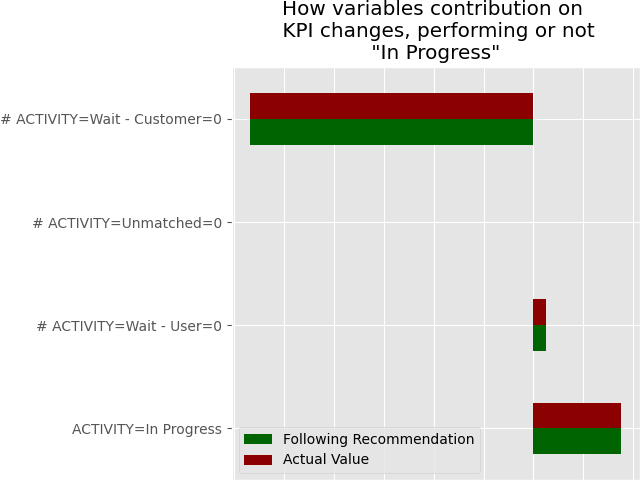 How variables contribution on
KPI changes, performing or not
"In Progress"
# ACTIVITY=Wait - Customer=0
# ACTIVITY=Unmatched=0
# ACTIVITY=Wait - User=0
ACTIVITY=In Progress
Following Recommendation
Actual Value